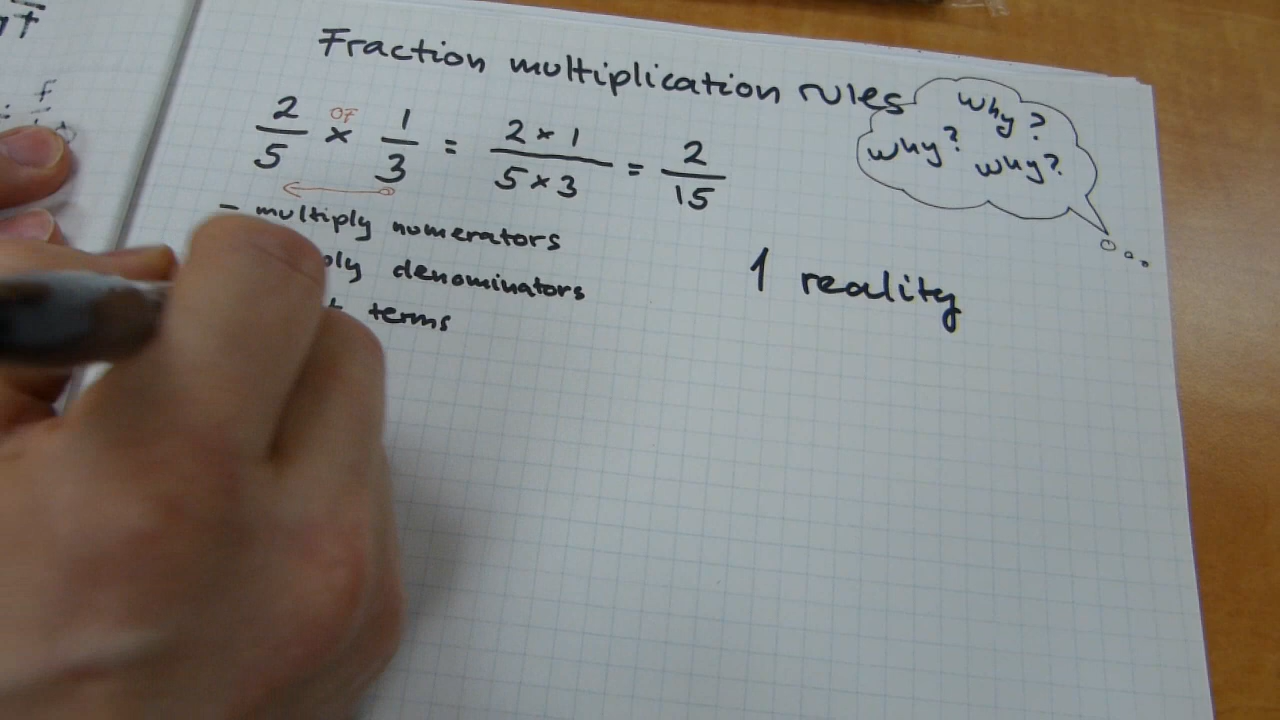 Fraction multiplication rules
why?
why? why?
OF
2/5 × 1/3 = 2 × 1/5 × 3 = 2/15
- multiply numerators
denominators
terms
1 reality